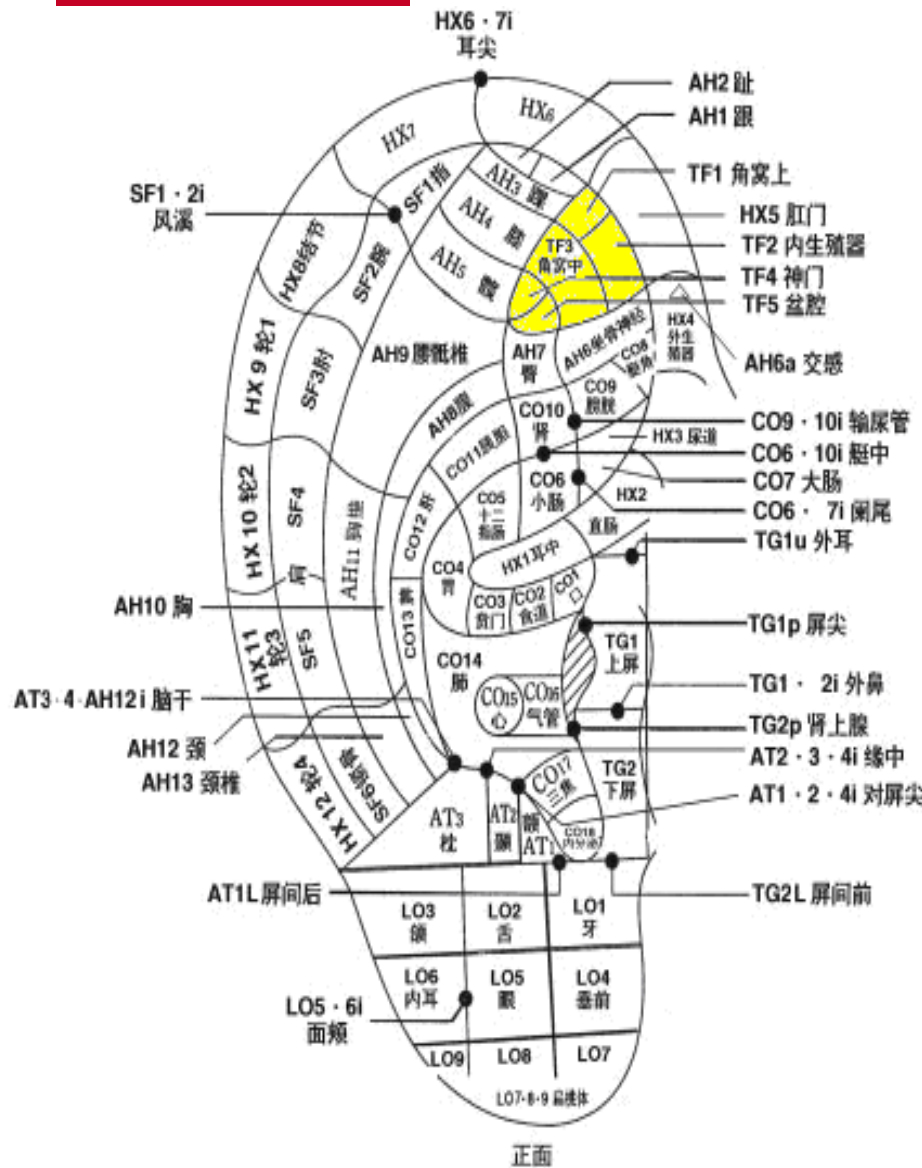 HX6・7i
耳尖
AH2 趾
AH1 跟
HX6
HX7
TF1 角窝上
SF1・2i
风溪
SF1指
AH3 踝
HX5 肛门
AH4 膝
TF3
角窝中
TF2 内生殖器
HX8结节
SF2腕
AH5 髋
TF4 神门
TF5 盆腔
HX4
外生
殖器
HX 9 轮1
SF3肘
AH9 腰骶椎
AH7
臀
AH6坐骨神经
CO8
艇角
AH6a 交感
AH8腹
CO9
膀胱
CO10
肾
CO9・10i 输尿管
HX3 尿道
CO6・10i 艇中
CO11胰胆
CO7 大肠
HX 10 轮2
SF4
CO12 肝
CO5
十二
指肠
CO6
小肠
HX2
CO6・ 7i 阑尾
直肠
TG1u 外耳
AH11 胸椎
HX1耳中
CO4
胃
肩
CO3
贲门
CO2
食道
CO1
口
AH10 胸
CO13 脾
TG1p 屏尖
HX11
轮3
SF5
TG1
上屏
CO14
肺
TG1・ 2i 外鼻
CO15
心
CO16
气管
AT3・4・AH12 i 脑干
TG2p 肾上腺
AH12 颈
AT2・3・4i 缘中
AH13 颈椎
CO17
三焦
TG2
下屏
HX 12 轮4
SF6锁骨
AT1・2・4i 对屏尖
AT3
枕
AT2
颞
额
AT1
CO18
内分泌
AT1L 屏间后
TG2L 屏间前
LO3
颌
LO2
舌
LO1
牙
LO6
内耳
LO5
眼
LO4
垂前
LO5・6i
面颊
LO9
LO8
LO7
LO7・8・9 扁桃体
正面